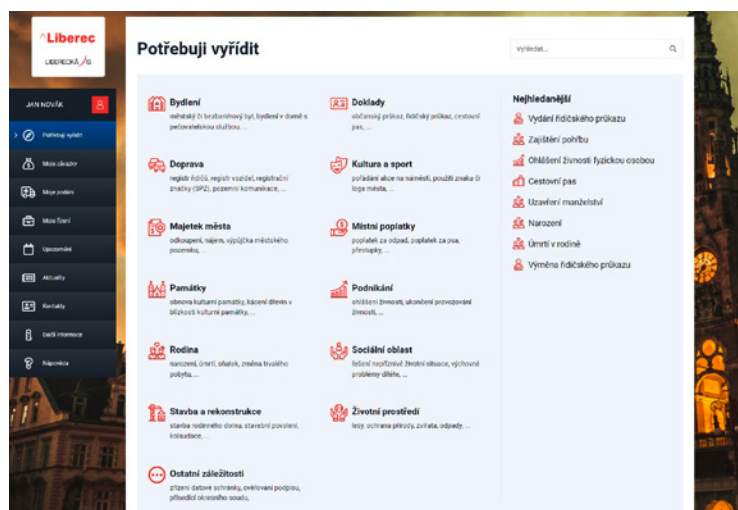 Liberec
LIBERECKÁ IS
JAN NOVÁK
Potřebuji vyřídit
Moje závazky
Moje podání
Moje řízení
Upozornění
Aktuality
Kontakty
Další informace
Nápověda
Potřebuji vyřídit
Vyhledat...
Bydlení
městský či bezbariérový byt, bydlení v domě s
pečovatelskou službou, ...
Doklady
občanský průkaz, řidičský průkaz, cestovní
pas, ...
Doprava
registr řidičů, registr vozidel, registrační
značky (SPZ), pozemní komunikace, ...
Kultura a sport
pořádání akce na náměstí, použití znaku či
loga města, ...
Majetek města
odkoupení, nájem, výpůjčka městského
pozemku, ...
Místní poplatky
poplatek za odpad, poplatek za psa,
přestupky, ...
Památky
obnova kulturní památky, kácení dřevin v
blízkosti kulturní památky, ...
Podnikání
ohlášení živnosti, ukončení provozování
živnosti, ...
Rodina
narození, úmrtí, sňatek, změna trvalého
pobytu, ...
Sociální oblast
řešení nepříznivé životní situace, výchovné
problémy dítěte, ...
Stavba a rekonstrukce
stavba rodinného domu, stavební povolení,
kolaudace, ...
Životní prostředí
lesy, ochrana přírody, zvířata, odpady, ...
Ostatní záležitosti
zřízení datové schránky, ověřování podpisu,
přísedící okresního soudu,
Nejhledanější
Vydání řidičského průkazu
Zajištění pohřbu
Ohlášení živnosti fyzickou osobou
Cestovní pas
Uzavření manželství
Narození
Úmrtí v rodině
Výměna řidičského průkazu